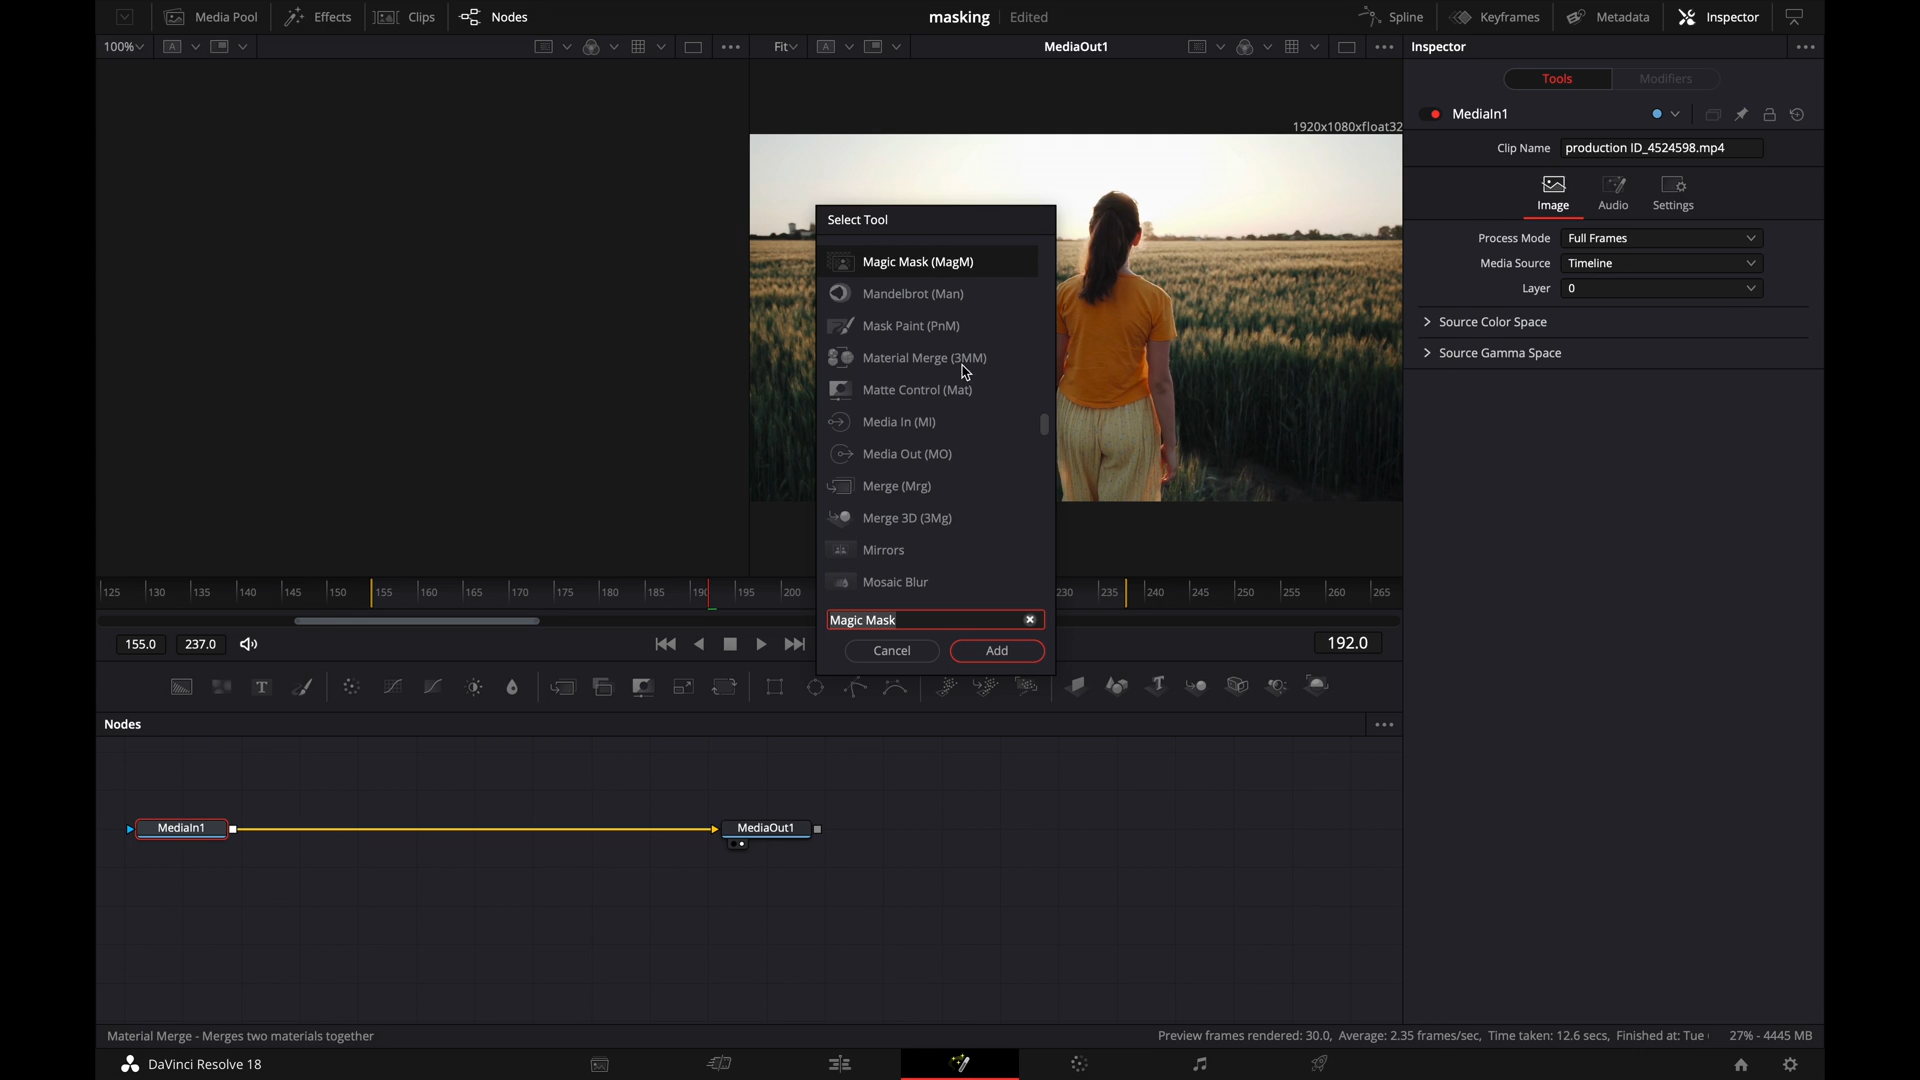 Media Pool Effects Clips Nodes masking Edited Spline Keyframes Metadata Inspector
100% A Fit A MediaOut1 Inspector
Tools Modifiers
MediaIn1
1920x1080xfloat32
Clip Name production ID_4524598.mp4
Image Audio Settings
Process Mode Full Frames
Media Source Timeline
Layer 0
Source Color Space
Source Gamma Space
Select Tool
Magic Mask (MagM)
Mandelbrot (Man)
Mask Paint (PnM)
Material Merge (3MM)
Matte Control (Mat)
Media In (MI)
Media Out (MO)
Merge (Mrg)
Merge 3D (3Mg)
Mirrors
Mosaic Blur
Magic Mask
Cancel Add
125 130 135 140 145 150 155 160 165 170 175 180 185 190 195 200 230 235 240 245 250 255 260 265
155.0 237.0 192.0
T T
Nodes
MediaIn1 MediaOut1
Material Merge - Merges two materials together
Preview frames rendered: 30.0, Average: 2.35 frames/sec, Time taken: 12.6 secs, Finished at: Tue 27% - 4445 MB
DaVinci Resolve 18